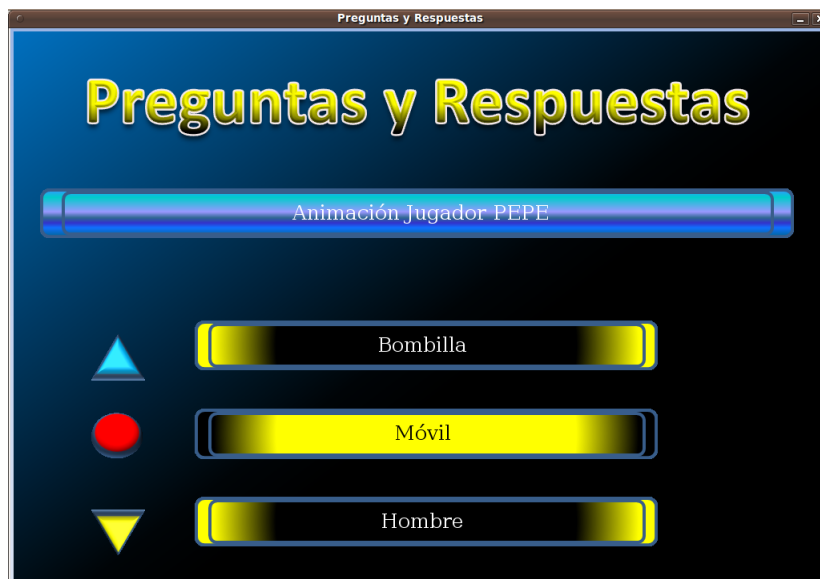 Preguntas y Respuestas
Preguntas y Respuestas
Animación Jugador PEPE
Bombilla
Móvil
Hombre